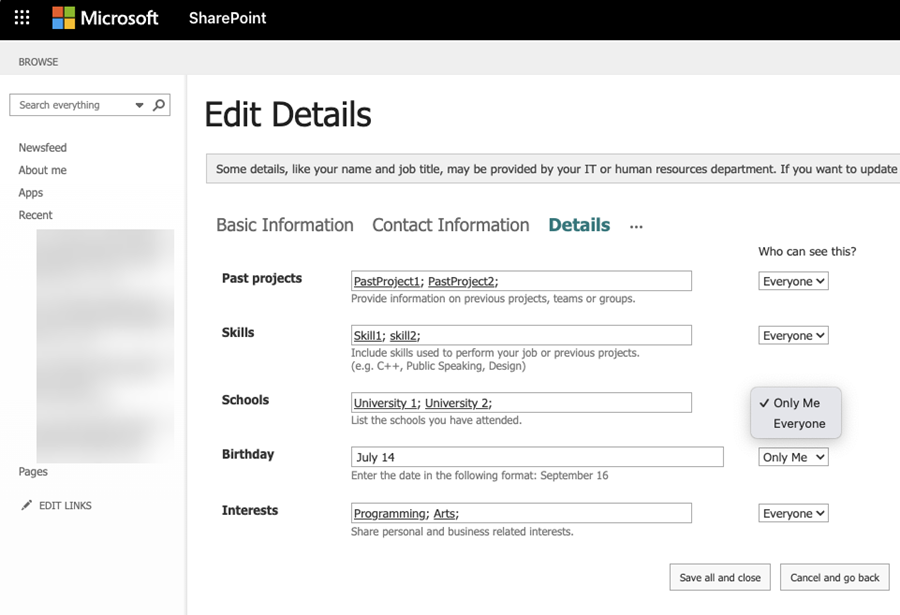 Microsoft SharePoint
BROWSE
Search everything
Newsfeed
About me
Apps
Recent
Pages
EDIT LINKS
Edit Details
Some details, like your name and job title, may be provided by your IT or human resources department. If you want to update
Basic Information Contact Information Details ...
Who can see this?
Past projects PastProject1; PastProject2; Everyone
Provide information on previous projects, teams or groups.
Skills Skill1; skill2; Everyone
Include skills used to perform your job or previous projects.
(e.g. C++, Public Speaking, Design)
Schools University 1; University 2; Only Me
Everyone
List the schools you have attended.
Birthday July 14 Only Me
Enter the date in the following format: September 16
Interests Programming; Arts; Everyone
Share personal and business related interests.
Save all and close Cancel and go back